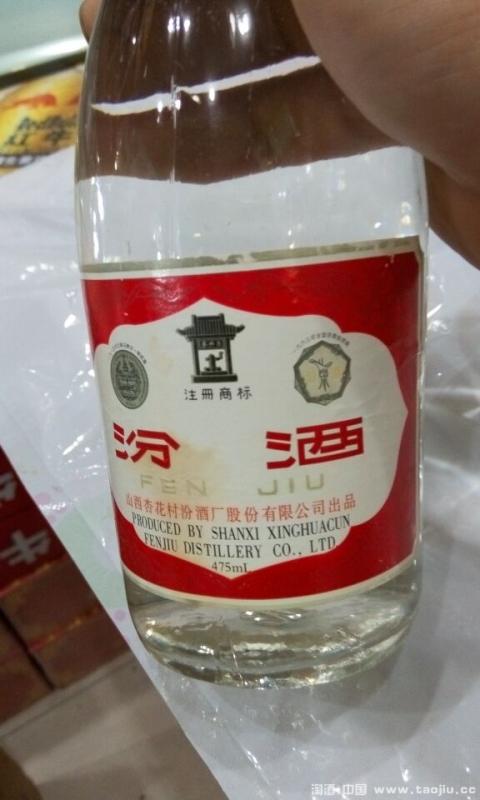 注册商标
汾酒
FEN JIU
山西杏花村汾酒厂股份有限公司出品
PRODUCED BY SHANXI XINGHUACUN
FENJIU DISTILLERY CO., LTD
475ml
牛
淘酒•中国 www.taojiu.cc